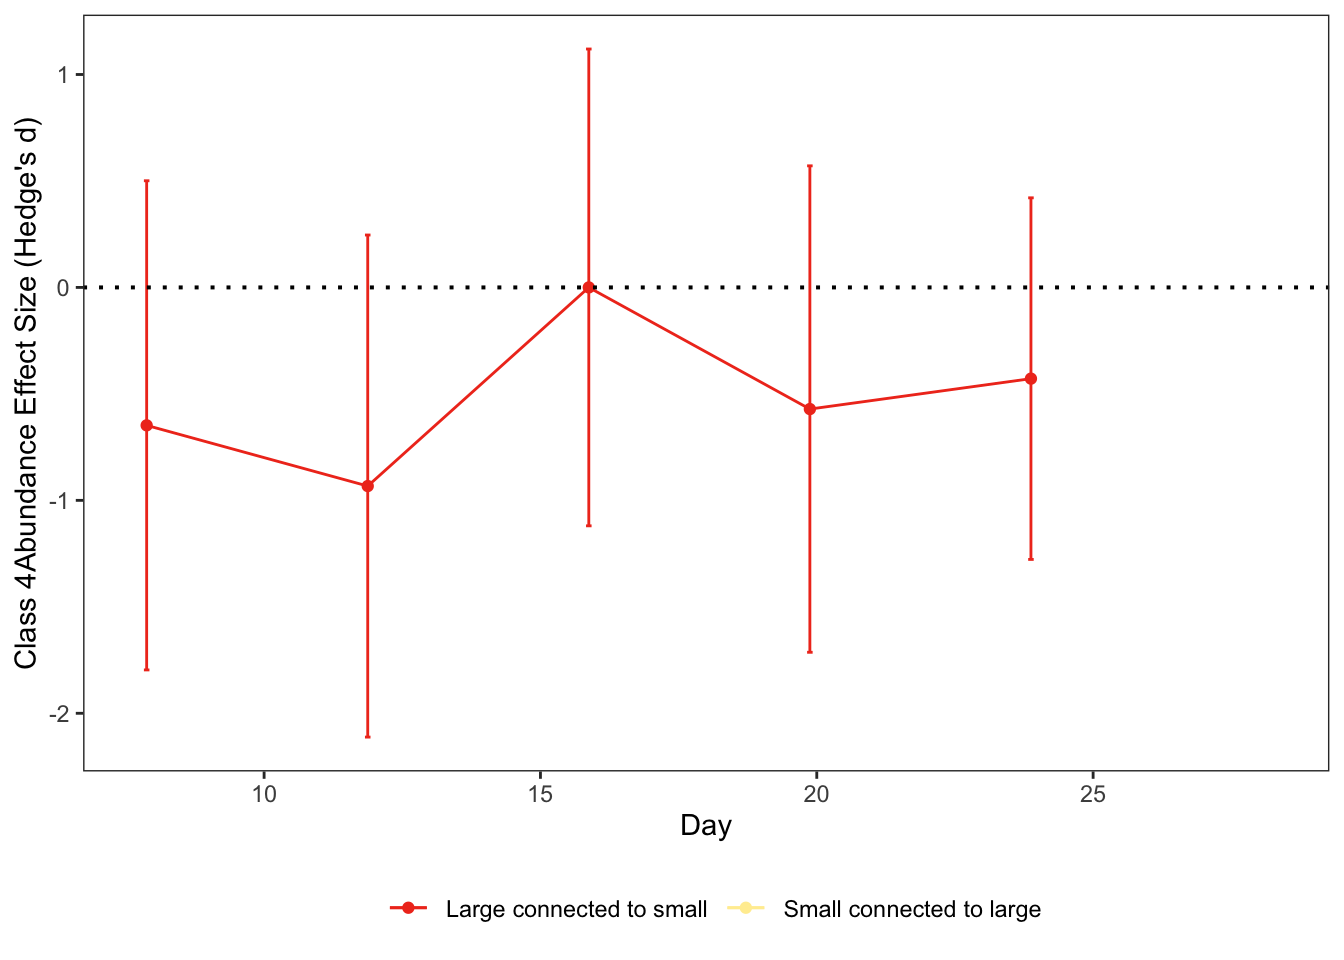 Class 4Abundance Effect Size (Hedge's d)
1
0
-1
-2
10 15 20 25
Day
Large connected to small Small connected to large